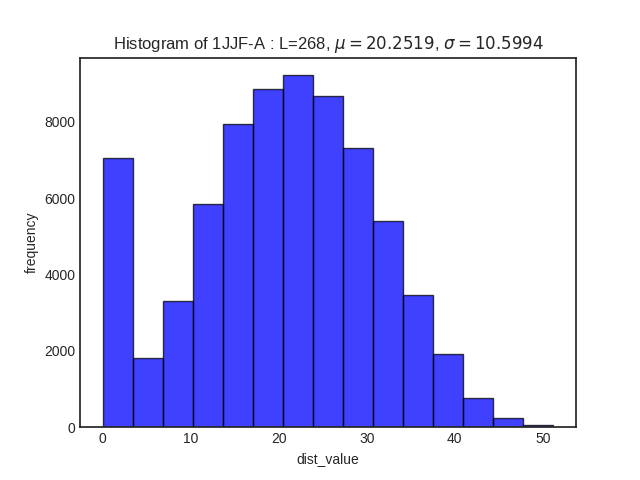 Histogram of 1JJF-A : L=268, μ = 20.2519, σ = 10.5994
8000
6000
4000
2000
0
frequency
0 10 20 30 40 50
dist_value